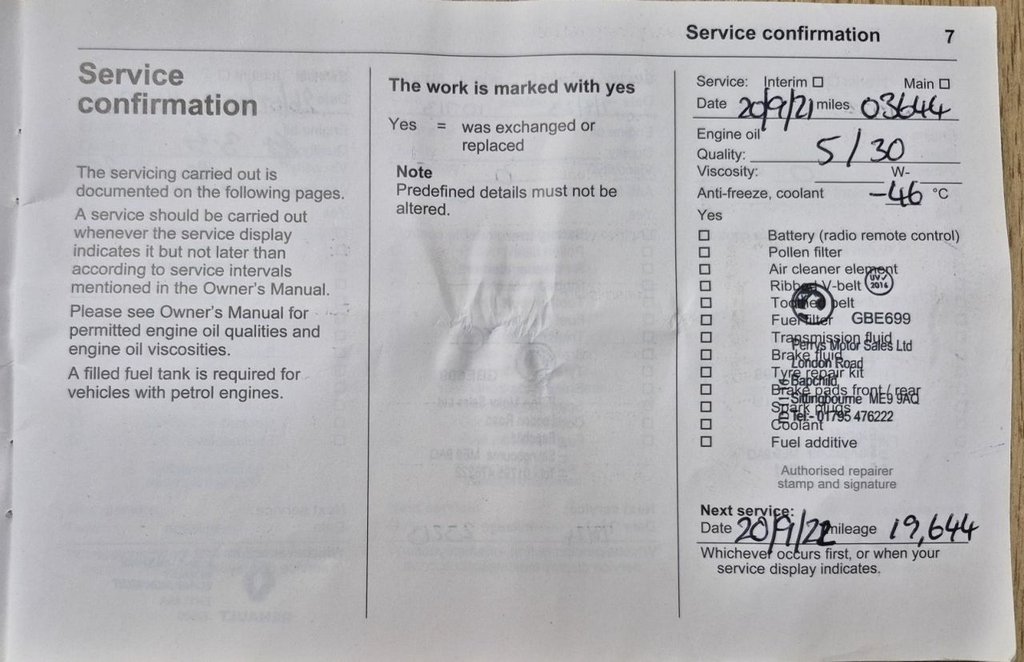 Service confirmation 7
Service
confirmation
The servicing carried out is
documented on the following pages.
A service should be carried out
whenever the service display
indicates it but not later than
according to service intervals
mentioned in the Owner's Manual.
Please see Owner's Manual for
permitted engine oil qualities and
engine oil viscosities.
A filled fuel tank is required for
vehicles with petrol engines.
The work is marked with yes
Yes = was exchanged or
replaced
Note
Predefined details must not be
altered.
Service: Interim ☐ Main ☐
Date 20/9/21 miles 03644
Engine oil
Quality: 5/30
Viscosity: W-
Anti-freeze, coolant -46 °C
Yes
☐ Battery (radio remote control)
☐ Pollen filter
☐ Air cleaner element
☐ Ribbed V-belt
☐ Toothed belt
☐ Fuel filter
☐ Transmission fluid
☐ Brake fluid
☐ Tyre repair kit
☐ Brake pads front / rear
☐ Spark plugs
☐ Coolant
☐ Fuel additive
UV✓
2016
GBE699
Perrys Motor Sales Ltd
London Road
Bapchild
Sittingbourne ME9 9AQ
Tel:- 01795 476222
Authorised repairer
stamp and signature
Next service:
Date 20/9/22 mileage 19,644
Whichever occurs first, or when your
service display indicates.